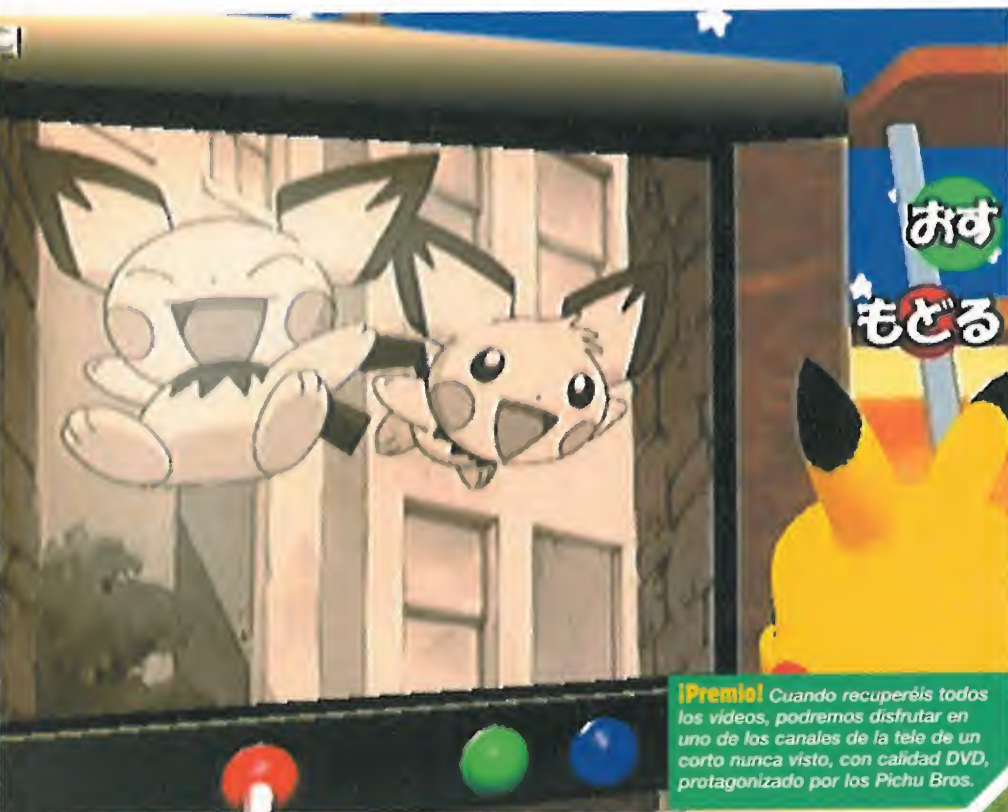 おす
もどる
¡Premio! Cuando recuperéis todos
los vídeos, podremos disfrutar en
uno de los canales de la tele de un
corto nunca visto, con calidad DVD,
protagonizado por los Pichu Bros.